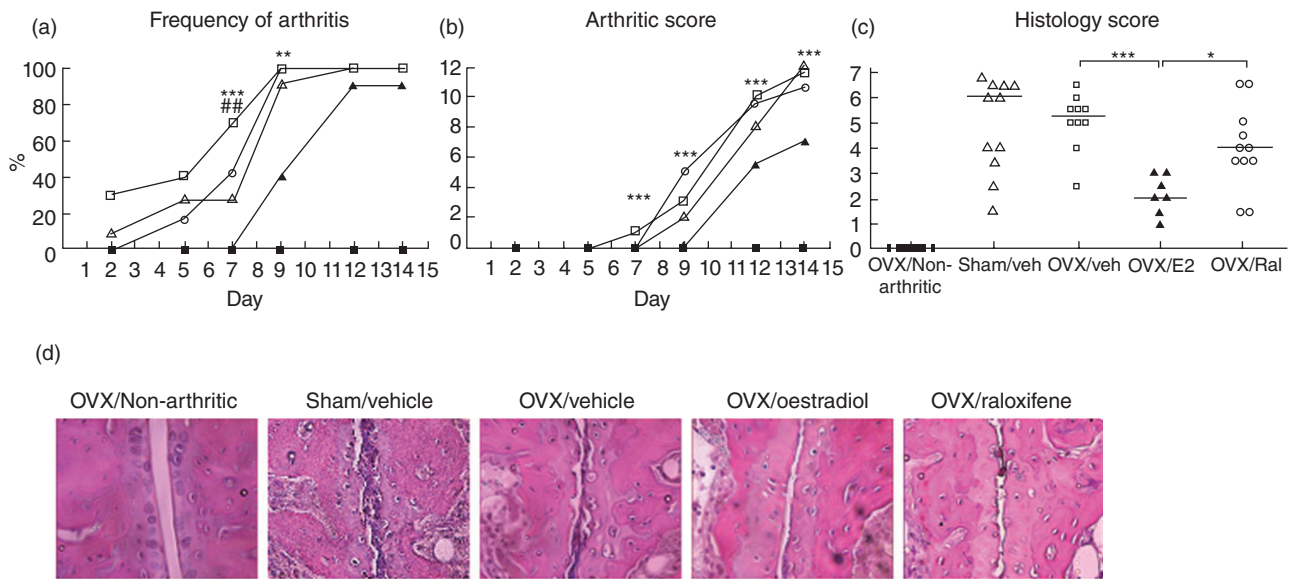 (a)
Frequency of arthritis
100
80
60
40
20
0
%
***
##
**
1 2 3 4 5 6 7 8 9 10 11 12 13 14 15
Day
(b)
Arthritic score
12
10
8
6
4
2
0
***
***
***
***
1 2 3 4 5 6 7 8 9 10 11 12 13 14 15
Day
(c)
Histology score
7
6
5
4
3
2
1
0
***
*
OVX/Non-
arthritic
Sham/veh
OVX/veh
OVX/E2
OVX/Ral
(d)
OVX/Non-arthritic
Sham/vehicle
OVX/vehicle
OVX/oestradiol
OVX/raloxifene